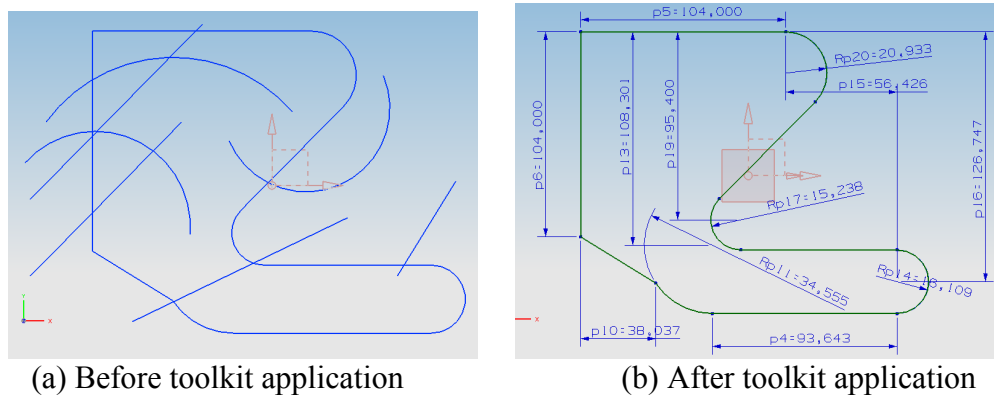 Y
X
p5=104,000
Rp20=20,933
p15=56,426
p6=104,000
p13=108,301
p19=95,400
p16=126,747
Rp17=15,238
Rp11=34,555
Rp14=16,109
p10=38,037
p4=93,643
X
(a) Before toolkit application
(b) After toolkit application